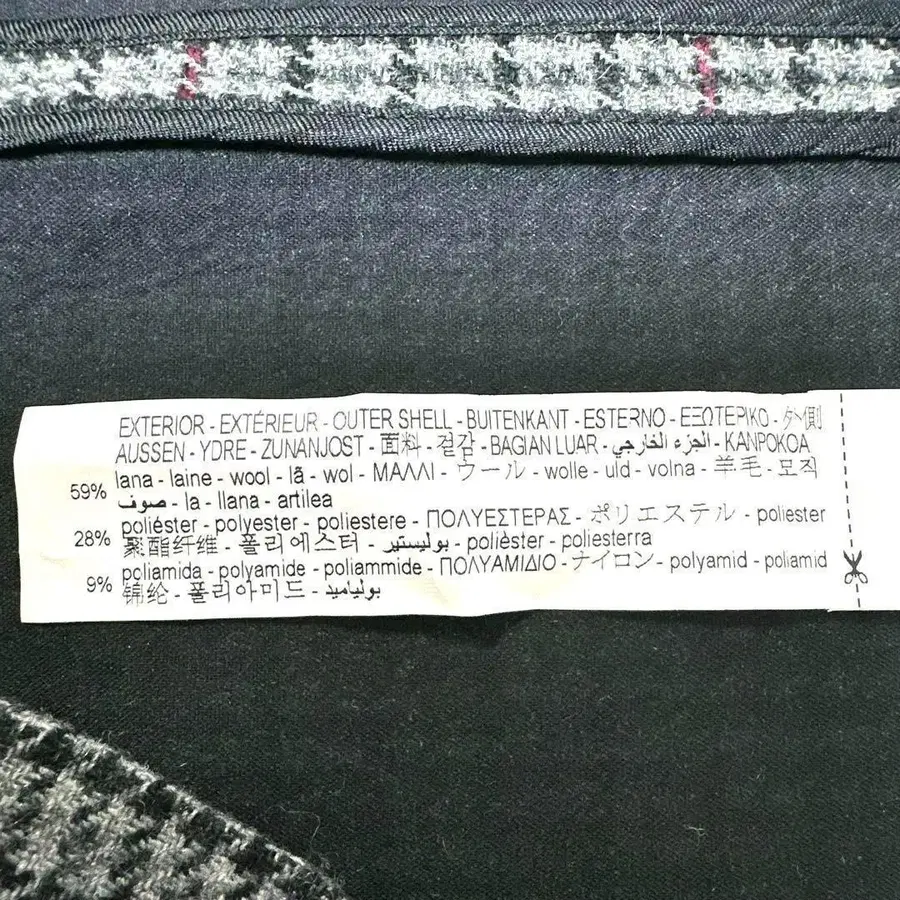 EXTERIOR - EXTÉRIEUR - OUTER SHELL - BUITENKANT - ESTERNO - ΕΞΩΤΕΡΙΚΟ - 外側
AUSSEN - YDRE - ZUNANJOST - 面料 - 겉감 - BAGIAN LUAR - الجزء الخارجي - KANPOKOA
59% lana - laine - wool - lã - wol - ΜΑΛΛΙ - ウール - wolle - uld - volna - 羊毛 - 모직
صوف - la - llana - artilea
28% poliéster - polyester - poliestere - ΠΟΛΥΕΣΤΕΡΑΣ - ポリエステル - poliester
聚酯纤维 - 폴리에스터 - بوليستير - polièster - poliesterra
9% poliamida - polyamide - poliammide - ΠΟΛΥΑΜΙΔΙΟ - ナイロン - polyamid - poliamid
锦纶 - 폴리아미드 - بولياميد